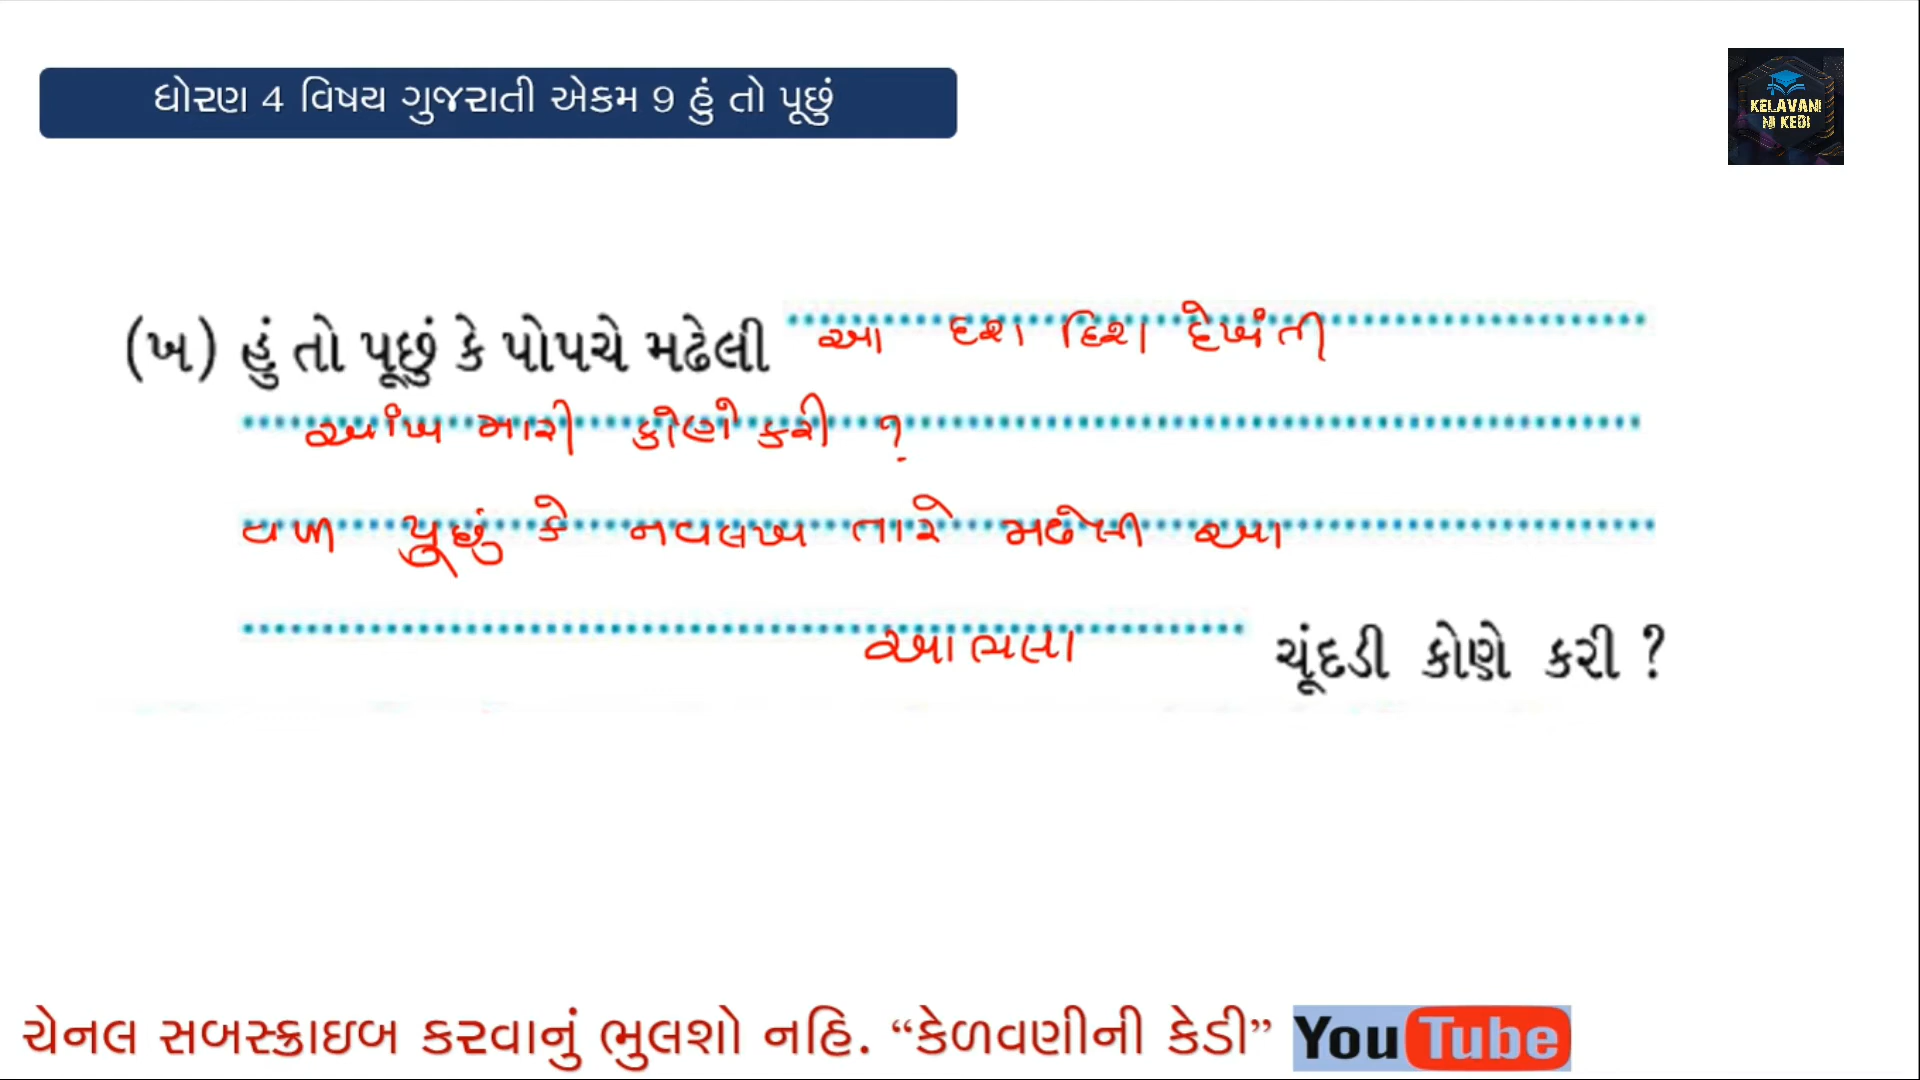 ધોરણ 4 વિષય ગુજરાતી એકમ 9 હું તો પૂછું
KELAVANI
NI KEDI
(ખ) હું તો પૂછું કે પોપચે મઢેલી આ દશ દિશ દેખંતી
આંખ મારી કોણે કરી ?
વળ પૂછું કે નવલખ તારે મઢેલી આ
આભલા ચૂંદડી કોણે કરી ?
ચેનલ સબસ્ક્રાઇબ કરવાનું ભુલશો નહિ. “કેળવણીની કેડી” YouTube